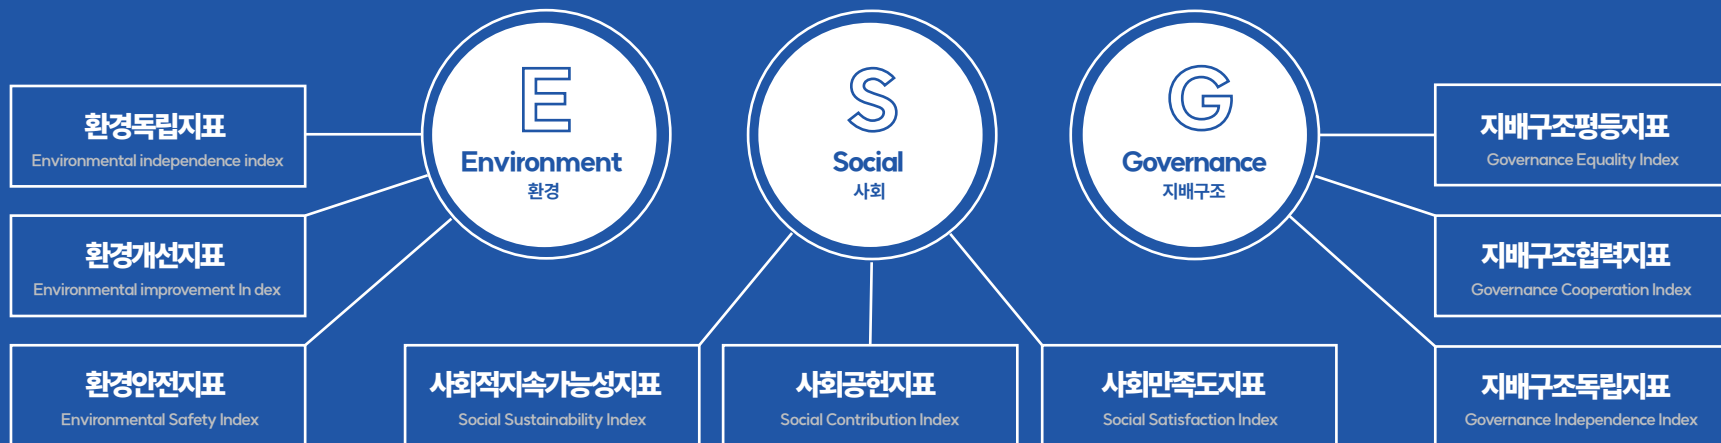 E
Environment
환경
환경독립지표
Environmental independence index
환경개선지표
Environmental improvement In dex
환경안전지표
Environmental Safety Index
S
Social
사회
사회적지속가능성지표
Social Sustainability Index
사회공헌지표
Social Contribution Index
사회만족도지표
Social Satisfaction Index
G
Governance
지배구조
지배구조평등지표
Governance Equality Index
지배구조협력지표
Governance Cooperation Index
지배구조독립지표
Governance Independence Index